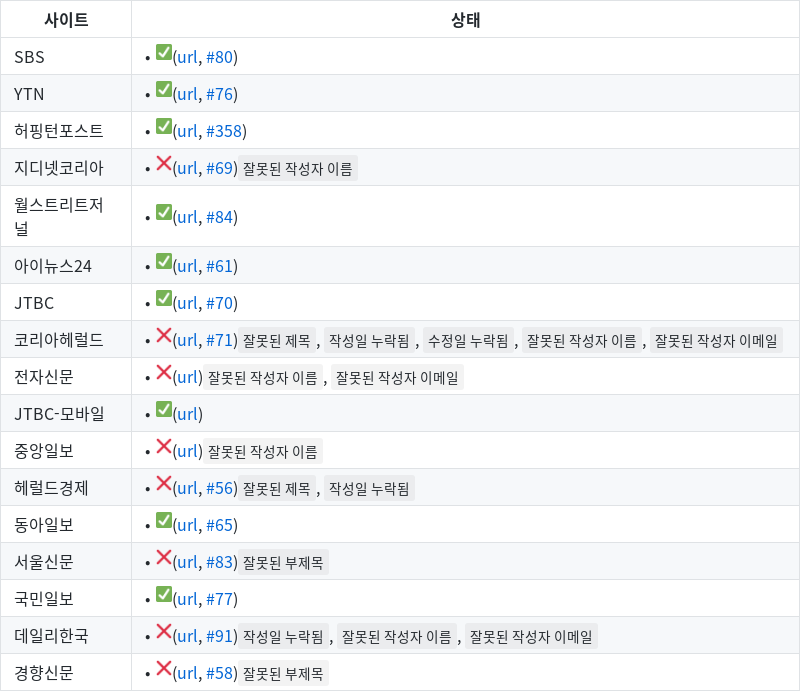 사이트 상태
SBS • ✅(url, #80)
YTN • ✅(url, #76)
허핑턴포스트 • ✅(url, #358)
지디넷코리아 • ❌(url, #69) 잘못된 작성자 이름
월스트리트저
널 • ✅(url, #84)
아이뉴스24 • ✅(url, #61)
JTBC • ✅(url, #70)
코리아헤럴드 • ❌(url, #71) 잘못된 제목 , 작성일 누락됨 , 수정일 누락됨 , 잘못된 작성자 이름 , 잘못된 작성자 이메일
전자신문 • ❌(url) 잘못된 작성자 이름 , 잘못된 작성자 이메일
JTBC-모바일 • ✅(url)
중앙일보 • ❌(url) 잘못된 작성자 이름
헤럴드경제 • ❌(url, #56) 잘못된 제목 , 작성일 누락됨
동아일보 • ✅(url, #65)
서울신문 • ❌(url, #83) 잘못된 부제목
국민일보 • ✅(url, #77)
데일리한국 • ❌(url, #91) 작성일 누락됨 , 잘못된 작성자 이름 , 잘못된 작성자 이메일
경향신문 • ❌(url, #58) 잘못된 부제목